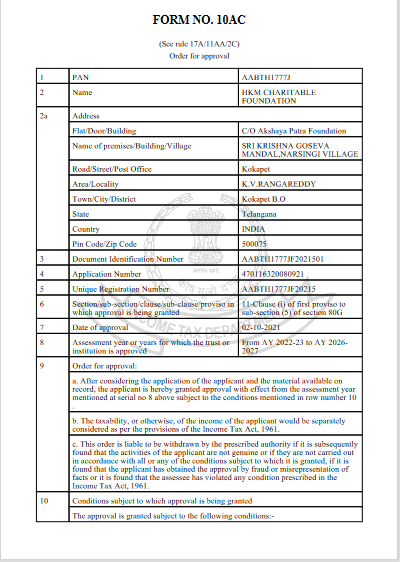 FORM NO. 10AC
(See rule 17A/11AA/2C)
Order for approval
1 PAN AABTH1777J
2 Name HKM CHARITABLE
FOUNDATION
2a Address
Flat/Door/Building C/O Akshaya Patra Foundation
Name of premises/Building/Village SRI KRISHNA GOSEVA
MANDAL,NARSINGI VILLAGE
Road/Street/Post Office Kokapet
Area/Locality K.V.RANGAREDDY
Town/City/District Kokapet B.O
State Telangana
Country INDIA
Pin Code/Zip Code 500075
3 Document Identification Number AABTH1777JF2021501
4 Application Number 470116320080921
5 Unique Registration Number AABTH1777JF20215
6 Section/sub-section/clause/sub-clause/proviso in
which approval is being granted 11-Clause (i) of first proviso to
sub-section (5) of section 80G
7 Date of approval 02-10-2021
8 Assessment year or years for which the trust or
institution is approved From AY 2022-23 to AY 2026-
2027
9 Order for approval:
a. After considering the application of the applicant and the material available on
record, the applicant is hereby granted approval with effect from the assessment year
mentioned at serial no 8 above subject to the conditions mentioned in row number 10
.
b. The taxability, or otherwise, of the income of the applicant would be separately
considered as per the provisions of the Income Tax Act, 1961.
c. This order is liable to be withdrawn by the prescribed authority if it is subsequently
found that the activities of the applicant are not genuine or if they are not carried out
in accordance with all or any of the conditions subject to which it is granted, if it is
found that the applicant has obtained the approval by fraud or misrepresentation of
facts or it is found that the assessee has violated any condition prescribed in the
Income Tax Act, 1961.
10 Conditions subject to which approval is being granted
The approval is granted subject to the following conditions:-
INCOME TAX DEPARTMENT